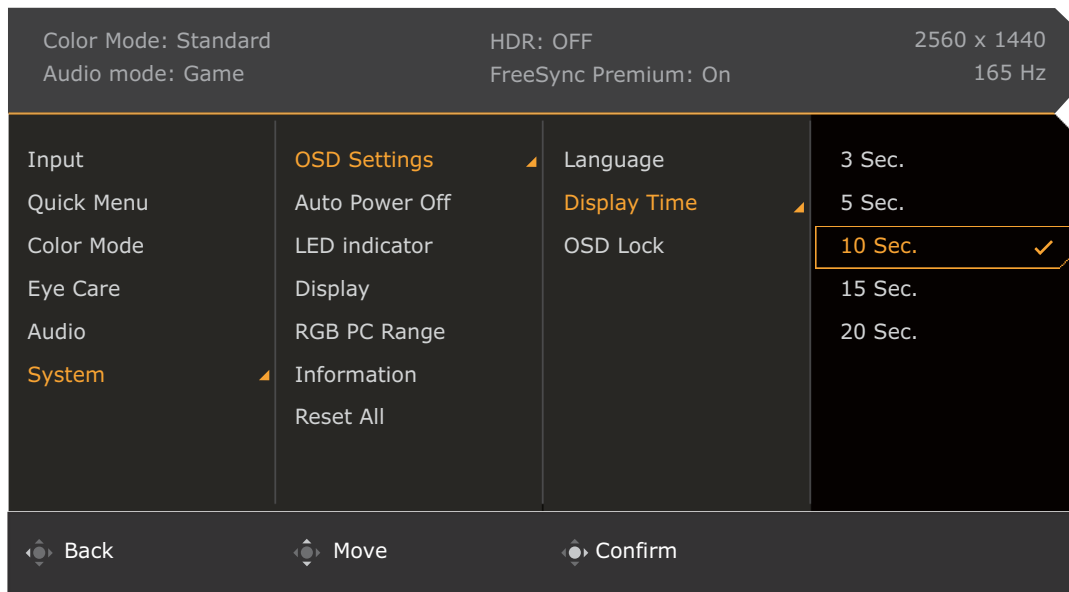 Color Mode: Standard
Audio mode: Game
HDR: OFF
FreeSync Premium: On
2560 x 1440
165 Hz
Input
Quick Menu
Color Mode
Eye Care
Audio
System
OSD Settings
Auto Power Off
LED indicator
Display
RGB PC Range
Information
Reset All
Language
Display Time
OSD Lock
3 Sec.
5 Sec.
10 Sec.
15 Sec.
20 Sec.
Back
Move
Confirm